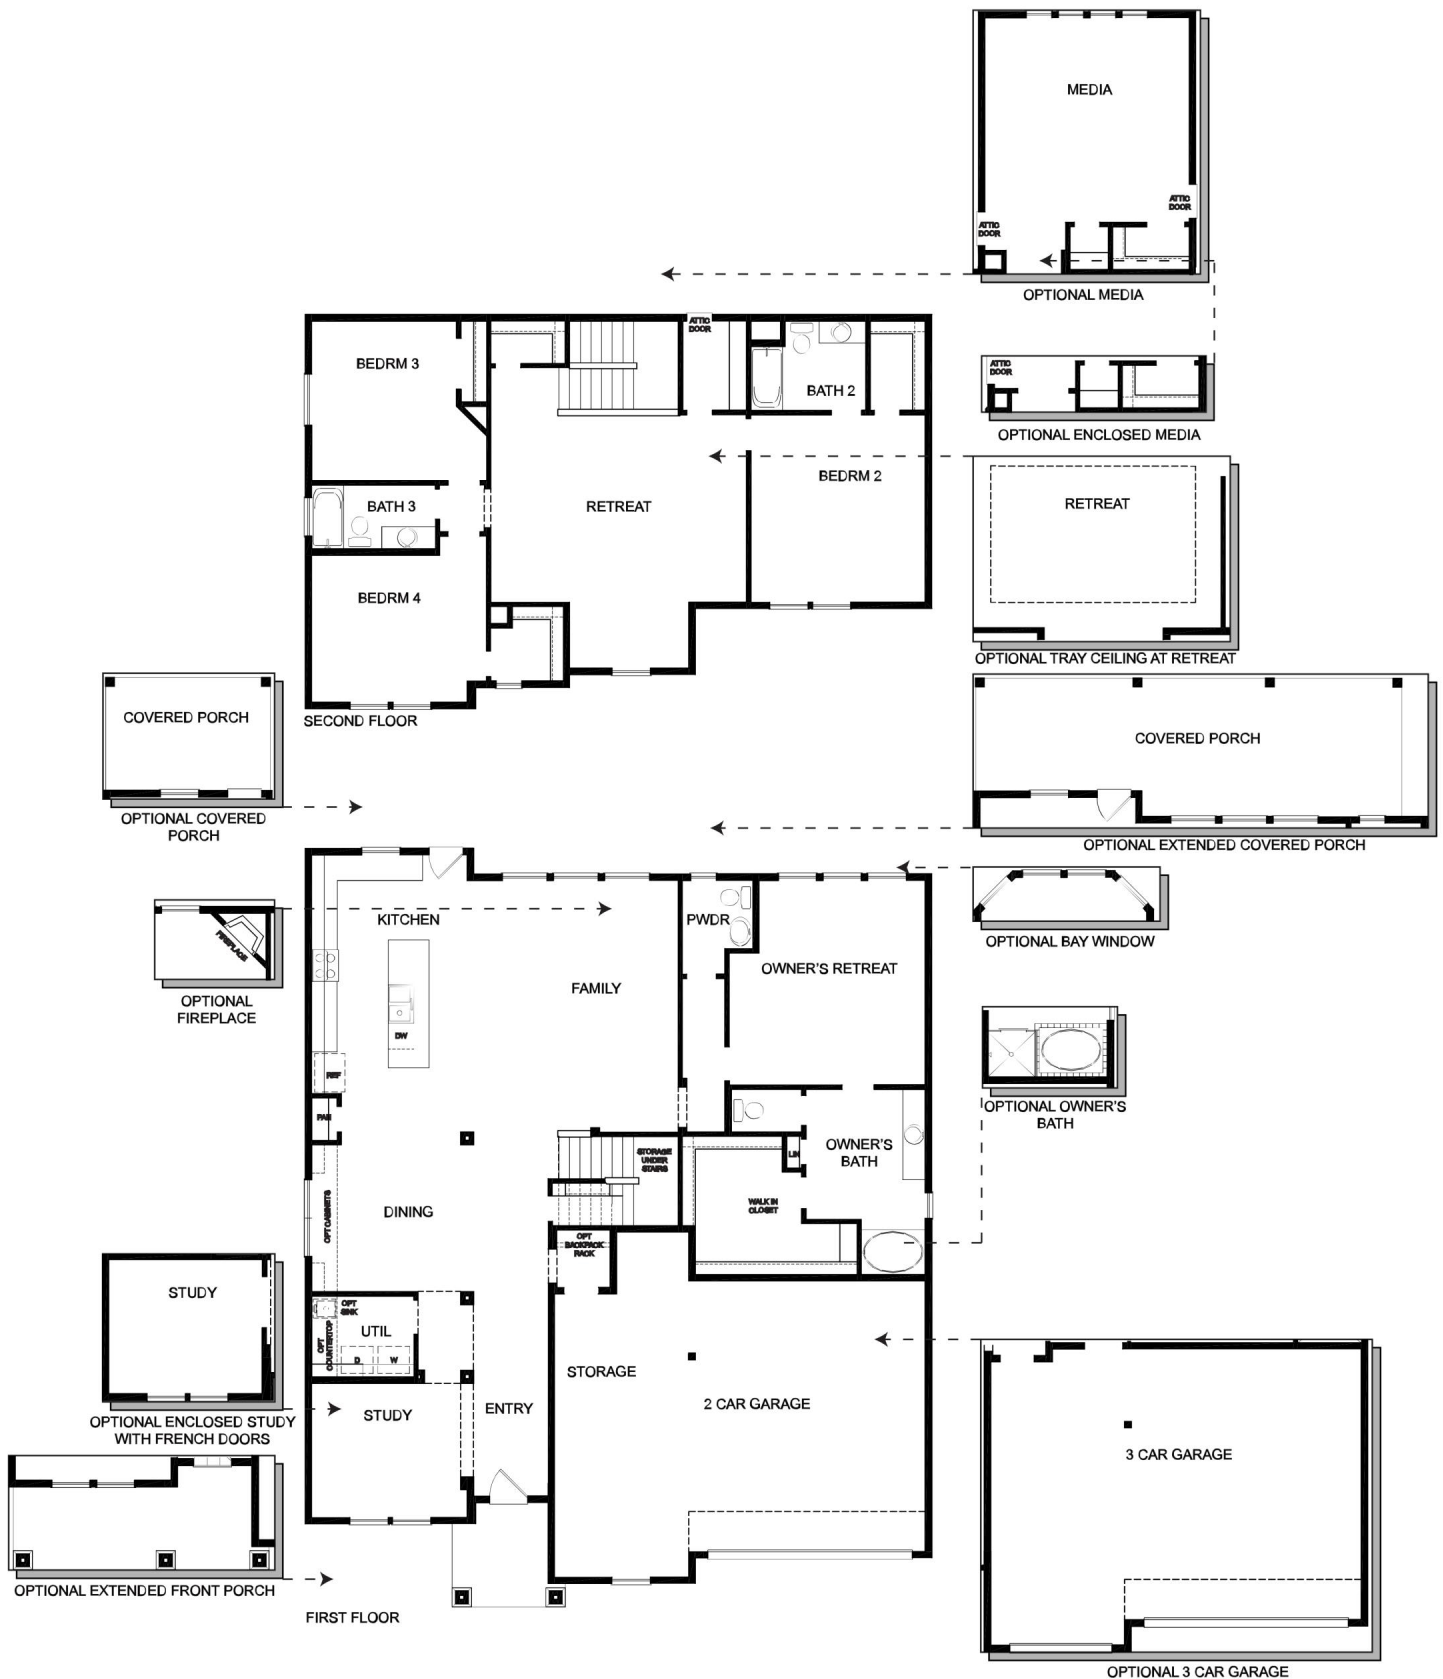 MEDIA
ATTIC
DOOR
ATTIC
DOOR
OPTIONAL MEDIA
ATTIC
DOOR
BEDRM 3
BATH 2
ATTIC
DOOR
OPTIONAL ENCLOSED MEDIA
BEDRM 2
BATH 3
RETREAT
RETREAT
BEDRM 4
OPTIONAL TRAY CEILING AT RETREAT
SECOND FLOOR
COVERED PORCH
OPTIONAL COVERED
PORCH
COVERED PORCH
OPTIONAL EXTENDED COVERED PORCH
KITCHEN
PWDR
OWNER'S RETREAT
FAMILY
DW
REF
PAN
FIREPLACE
OPTIONAL
FIREPLACE
OPTIONAL BAY WINDOW
OPTIONAL OWNER'S
BATH
OWNER'S
BATH
LIN
STORAGE
UNDER
STAIRS
WALK IN
CLOSET
DINING
OPT CABINETS
OPT
BACKPACK
RACK
STUDY
OPTIONAL ENCLOSED STUDY
WITH FRENCH DOORS
OPT
SINK
OPT
COUNTERTOP
UTIL
D
W
STORAGE
STUDY
ENTRY
2 CAR GARAGE
3 CAR GARAGE
OPTIONAL EXTENDED FRONT PORCH
FIRST FLOOR
OPTIONAL 3 CAR GARAGE